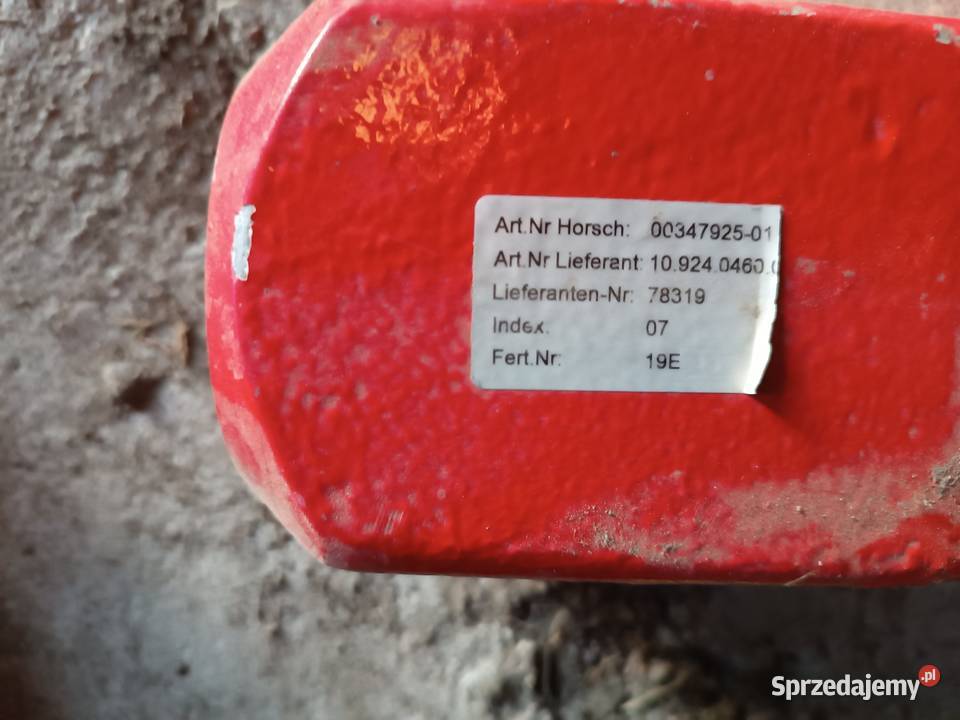 Art.Nr Horsch: 00347925-01
Art.Nr Lieferant: 10.924.0460.
Lieferanten-Nr: 78319
Index: 07
Fert.Nr: 19E
Sprzedajemy.pl